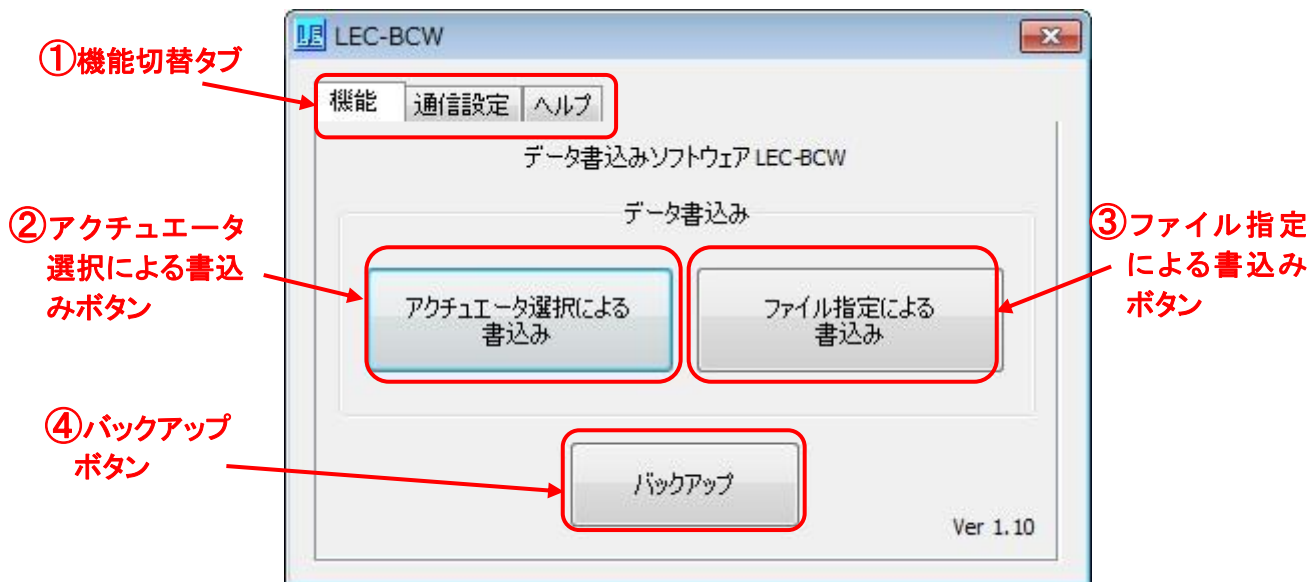 LEC-BCW
①機能切替タブ
機能 通信設定 ヘルプ
データ書込みソフトウェア LEC-BCW
データ書込み
②アクチュエータ
選択による書込
みボタン
アクチュエータ選択による
書込み
ファイル指定による
書込み
③ファイル指定
による書込み
ボタン
④バックアップ
ボタン
バックアップ
Ver 1.10